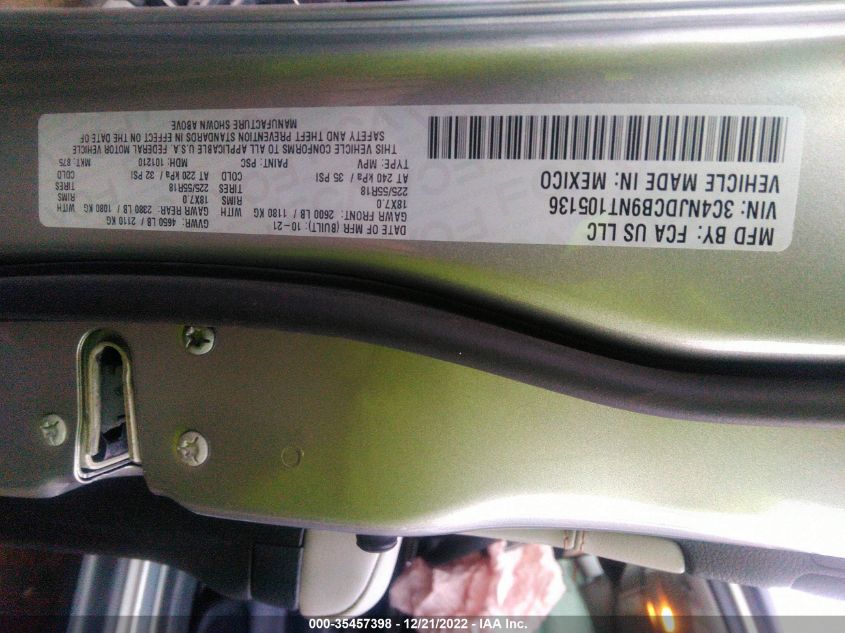 MFD BY: FCA US LLC
VIN: 3C4NJDCB9NT105136
VEHICLE MADE IN: MEXICO
DATE OF MFR (BUILT): 10-21 GVWR: 4650 LB / 2110 KG
GAWR FRONT: 2600 LB / 1180 KG WITH GAWR REAR: 2380 LB / 1080 KG WITH
18X7.0 RIMS 18X7.0 RIMS
225/55R18 TIRES 225/55R18 TIRES
AT 240 kPa / 35 PSI COLD AT 220 kPa / 32 PSI COLD
TYPE: MPV PAINT: PSC MDH: 101210 MKT: 875
THIS VEHICLE CONFORMS TO ALL APPLICABLE U.S.A. FEDERAL MOTOR VEHICLE
SAFETY AND THEFT PREVENTION STANDARDS IN EFFECT ON THE DATE OF
MANUFACTURE SHOWN ABOVE
000-35457398 - 12/21/2022 - IAA Inc.